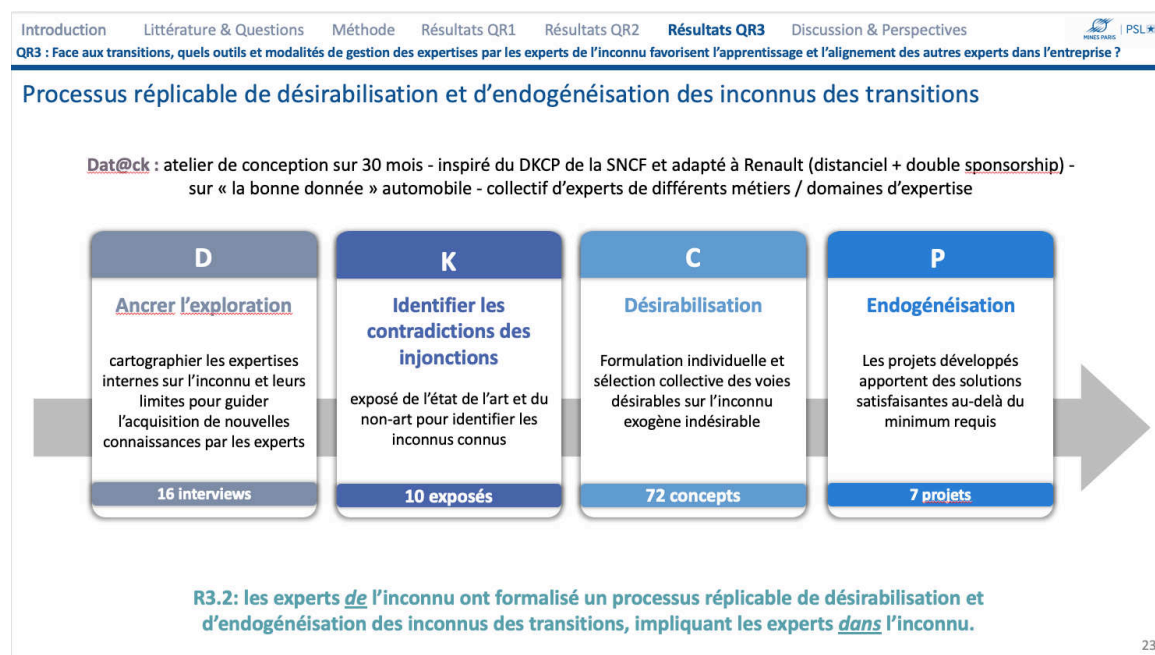 Introduction Littérature & Questions Méthode Résultats QR1 Résultats QR2 Résultats QR3 Discussion & Perspectives
MINES PARIS | PSL★
QR3 : Face aux transitions, quels outils et modalités de gestion des expertises par les experts de l’inconnu favorisent l’apprentissage et l’alignement des autres experts dans l’entreprise ?
Processus réplicable de désirabilisation et d’endogénéisation des inconnus des transitions
Dat@ck : atelier de conception sur 30 mois - inspiré du DKCP de la SNCF et adapté à Renault (distanciel + double sponsorship) -
sur « la bonne donnée » automobile - collectif d’experts de différents métiers / domaines d’expertise
D
Ancrer l’exploration
cartographier les expertises
internes sur l’inconnu et leurs
limites pour guider
l’acquisition de nouvelles
connaissances par les experts
16 interviews
K
Identifier les
contradictions des
injonctions
exposé de l’état de l’art et du
non-art pour identifier les
inconnus connus
10 exposés
C
Désirabilisation
Formulation individuelle et
sélection collective des voies
désirables sur l’inconnu
exogène indésirable
72 concepts
P
Endogénéisation
Les projets développés
apportent des solutions
satisfaisantes au-delà du
minimum requis
7 projets
R3.2: les experts de l’inconnu ont formalisé un processus réplicable de désirabilisation et
d’endogénéisation des inconnus des transitions, impliquant les experts dans l’inconnu.
23